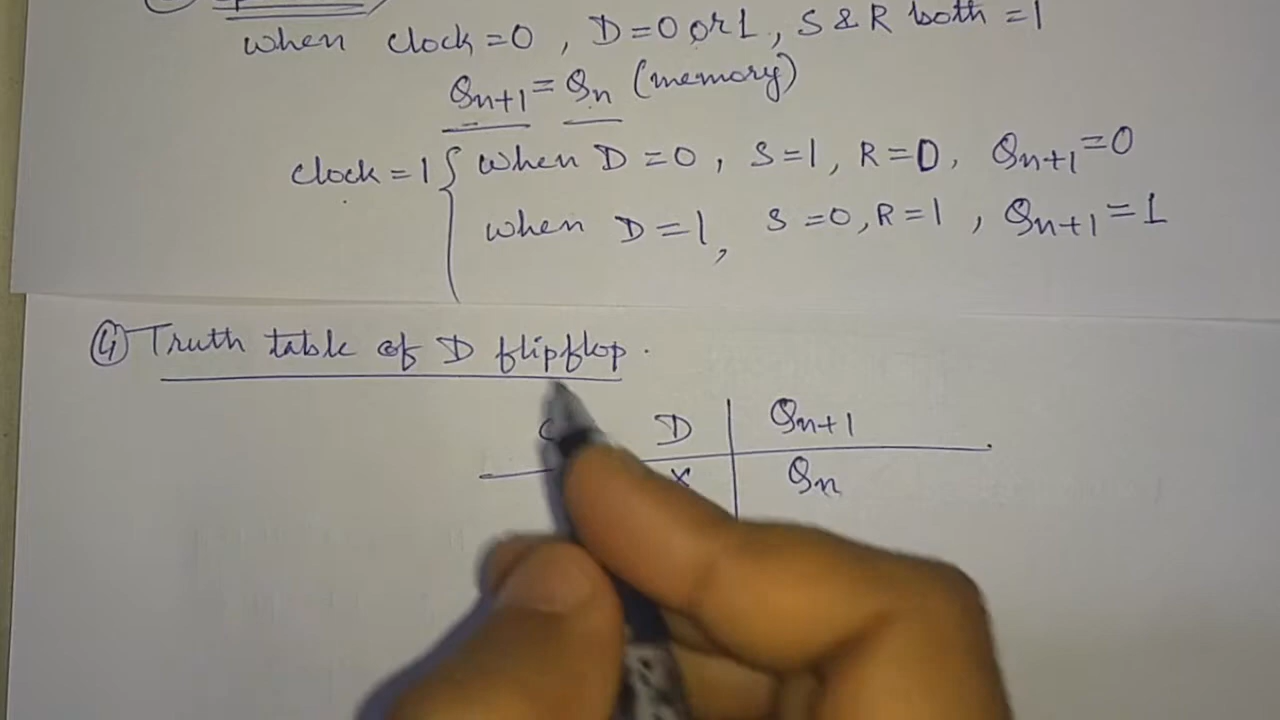 when clock = 0 , D = 0 or 1 , S & R both = 1
Qn+1 = Qn (memory)
clock = 1 { when D = 0 , S = 1 , R = 0 , Qn+1 = 0
when D = 1 , S = 0 , R = 1 , Qn+1 = 1
④ Truth table of D flipflop .
D | Qn+1
x | Qn